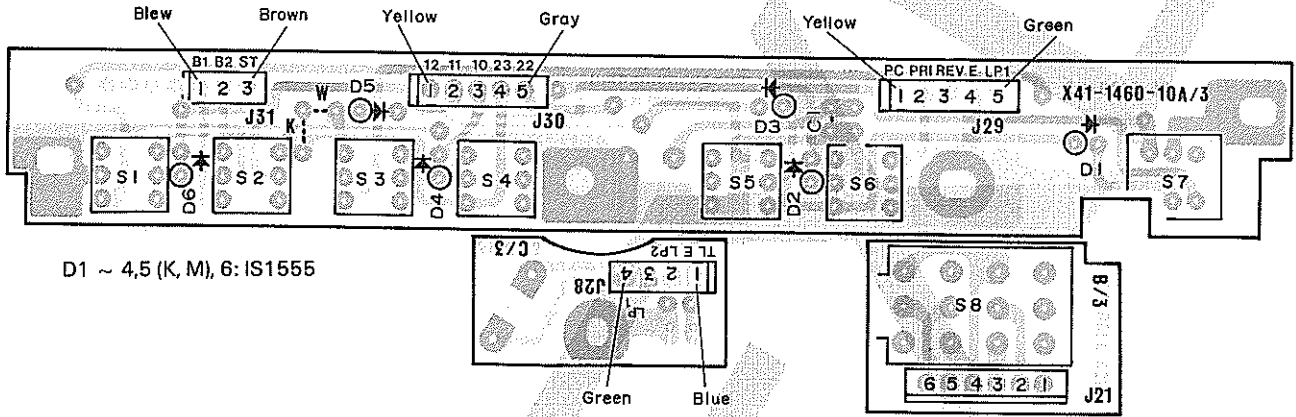 Blew Brown Yellow Gray Yellow Green
B1 B2 ST 12 11 10 23 22 PC PRI REV. E. LP1
1 2 3 W D5 1 2 3 4 5 D3 1 2 3 4 5 X41-1460-10A/3
J31 K J30 J29 D1
S1 D6 S2 S3 D4 S4 S5 D2 S6 S7
C/3 TL E LP2
D1 ~ 4,5 (K, M), 6: IS1555
J28 4 3 2 1 S8 B/3
LP1
6 5 4 3 2 1 J21
Green Blue